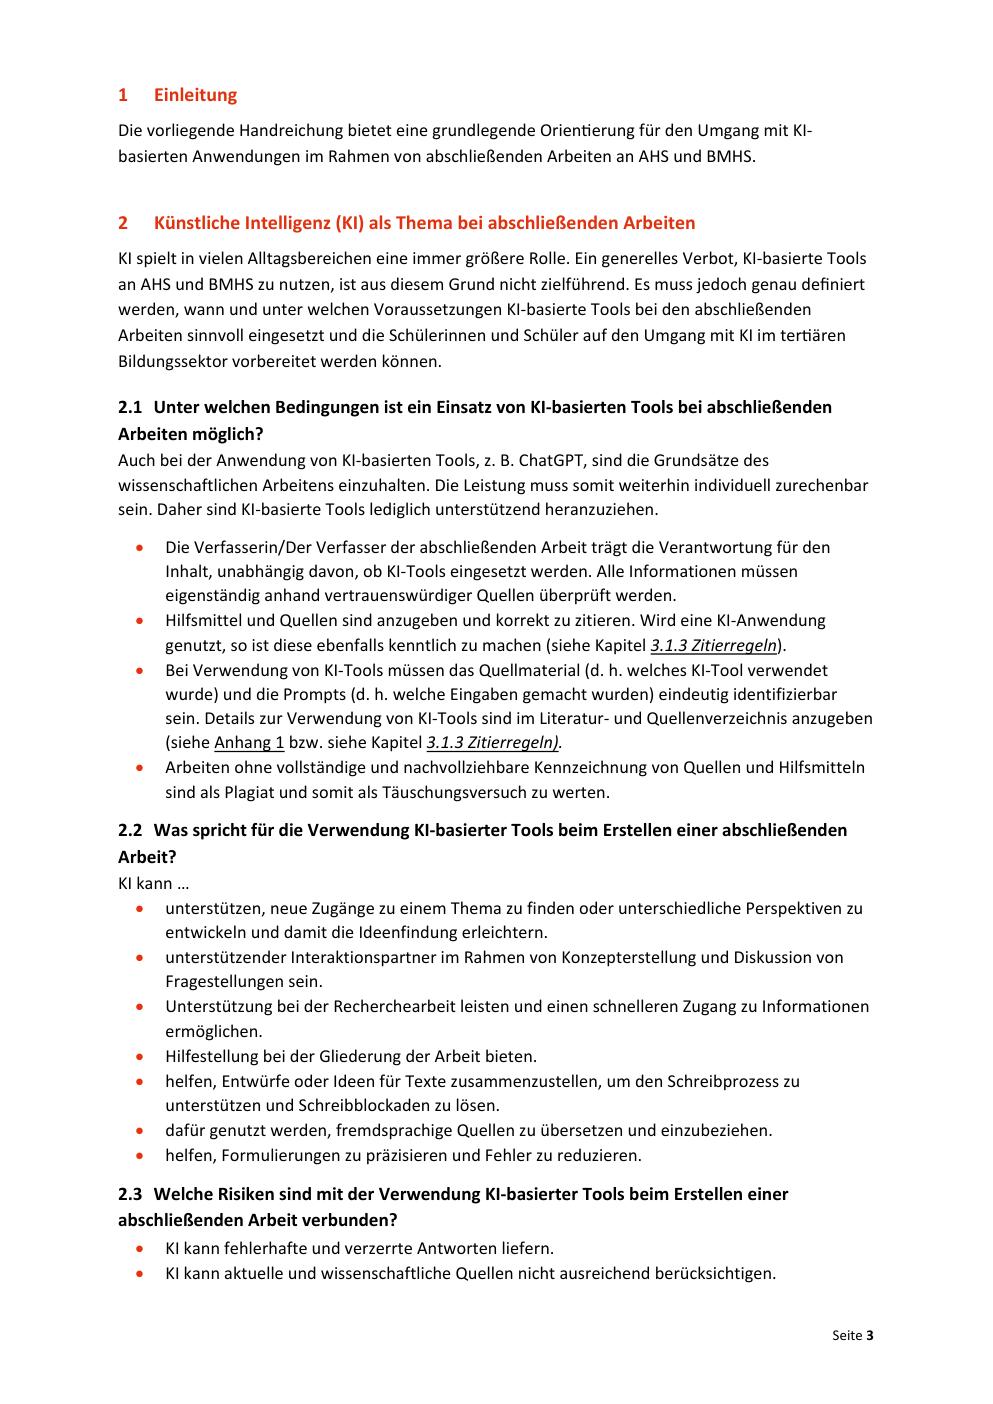 1 Einleitung
Die vorliegende Handreichung bietet eine grundlegende Orientierung für den Umgang mit KI-
basierten Anwendungen im Rahmen von abschließenden Arbeiten an AHS und BMHS.
2 Künstliche Intelligenz (KI) als Thema bei abschließenden Arbeiten
KI spielt in vielen Alltagsbereichen eine immer größere Rolle. Ein generelles Verbot, KI-basierte Tools
an AHS und BMHS zu nutzen, ist aus diesem Grund nicht zielführend. Es muss jedoch genau definiert
werden, wann und unter welchen Voraussetzungen KI-basierte Tools bei den abschließenden
Arbeiten sinnvoll eingesetzt und die Schülerinnen und Schüler auf den Umgang mit KI im tertiären
Bildungssektor vorbereitet werden können.
2.1 Unter welchen Bedingungen ist ein Einsatz von KI-basierten Tools bei abschließenden
Arbeiten möglich?
Auch bei der Anwendung von KI-basierten Tools, z. B. ChatGPT, sind die Grundsätze des
wissenschaftlichen Arbeitens einzuhalten. Die Leistung muss somit weiterhin individuell zurechenbar
sein. Daher sind KI-basierte Tools lediglich unterstützend heranzuziehen.
• Die Verfasserin/Der Verfasser der abschließenden Arbeit trägt die Verantwortung für den
Inhalt, unabhängig davon, ob KI-Tools eingesetzt werden. Alle Informationen müssen
eigenständig anhand vertrauenswürdiger Quellen überprüft werden.
• Hilfsmittel und Quellen sind anzugeben und korrekt zu zitieren. Wird eine KI-Anwendung
genutzt, so ist diese ebenfalls kenntlich zu machen (siehe Kapitel 3.1.3 Zitierregeln).
• Bei Verwendung von KI-Tools müssen das Quellmaterial (d. h. welches KI-Tool verwendet
wurde) und die Prompts (d. h. welche Eingaben gemacht wurden) eindeutig identifizierbar
sein. Details zur Verwendung von KI-Tools sind im Literatur- und Quellenverzeichnis anzugeben
(siehe Anhang 1 bzw. siehe Kapitel 3.1.3 Zitierregeln).
• Arbeiten ohne vollständige und nachvollziehbare Kennzeichnung von Quellen und Hilfsmitteln
sind als Plagiat und somit als Täuschungsversuch zu werten.
2.2 Was spricht für die Verwendung KI-basierter Tools beim Erstellen einer abschließenden
Arbeit?
KI kann …
• unterstützen, neue Zugänge zu einem Thema zu finden oder unterschiedliche Perspektiven zu
entwickeln und damit die Ideenfindung erleichtern.
• unterstützender Interaktionspartner im Rahmen von Konzepterstellung und Diskussion von
Fragestellungen sein.
• Unterstützung bei der Recherchearbeit leisten und einen schnelleren Zugang zu Informationen
ermöglichen.
• Hilfestellung bei der Gliederung der Arbeit bieten.
• helfen, Entwürfe oder Ideen für Texte zusammenzustellen, um den Schreibprozess zu
unterstützen und Schreibblockaden zu lösen.
• dafür genutzt werden, fremdsprachige Quellen zu übersetzen und einzubeziehen.
• helfen, Formulierungen zu präzisieren und Fehler zu reduzieren.
2.3 Welche Risiken sind mit der Verwendung KI-basierter Tools beim Erstellen einer
abschließenden Arbeit verbunden?
• KI kann fehlerhafte und verzerrte Antworten liefern.
• KI kann aktuelle und wissenschaftliche Quellen nicht ausreichend berücksichtigen.
Seite 3